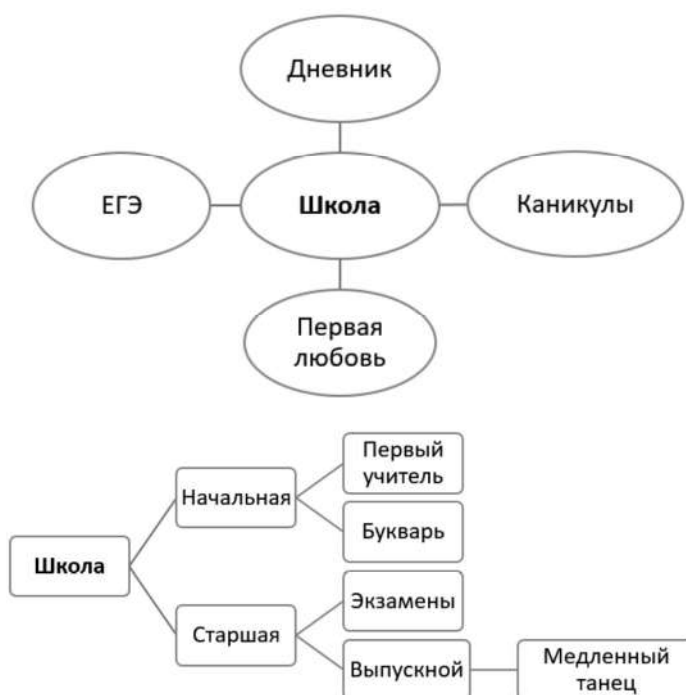 Дневник
ЕГЭ
Школа
Каникулы
Первая
любовь
Первый
учитель
Начальная
Букварь
Школа
Экзамены
Старшая
Выпускной
Медленный
танец